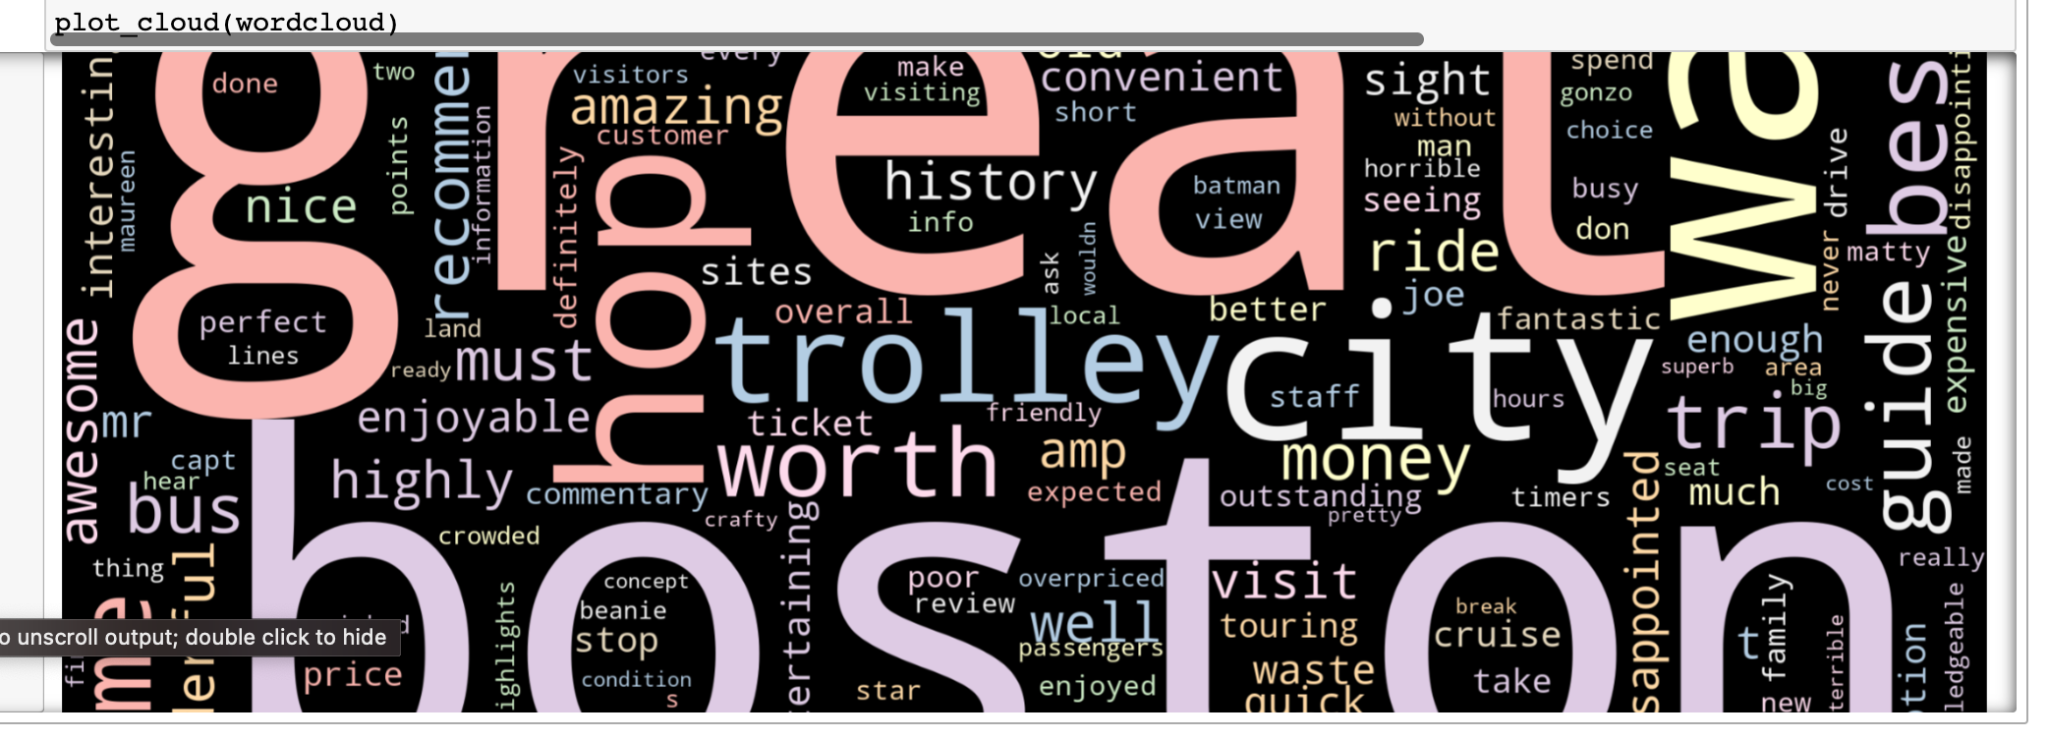 plot_cloud(wordcloud)
great
done
two
visitors
every
make
old
convenient
sight
spend
amazing
visiting
short
gonzo
customer
without
choice
man
horrible
points
information
definitely
maureen
nice
history
info
batman
view
seeing
busy
don
drive
never
matty
ask
wouldn
sites
ride
joe
hop
perfect
lines
land
overall
local
better
fantastic
enough
expensive
guide
awesome
must
ready
trolley
city
staff
hours
superb
area
big
trip
mr
enjoyable
ticket
friendly
worth
amp
money
capt
hear
bus
highly
commentary
expected
outstanding
timers
seat
much
cost
made
crafty
pretty
crowded
boston
thing
concept
beanie
stop
condition
s
poor
review
overpriced
visit
well
touring
passengers
waste
star
enjoyed
quick
break
cruise
take
t
family
new
terrible
really
price
o unscroll output; double click to hide